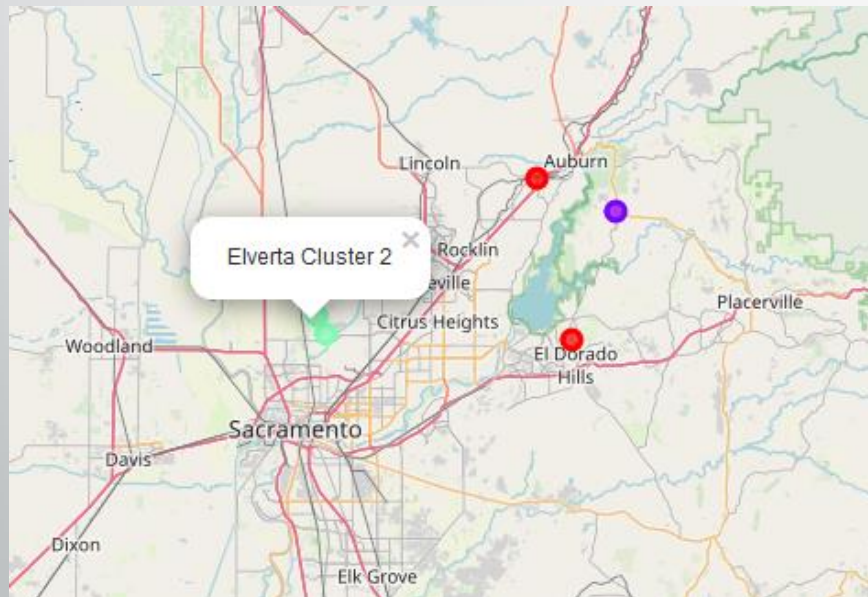 Auburn
Lincoln
Elverta Cluster 2
×
Rocklin
eville
Placerville
Citrus Heights
Woodland
El Dorado
Hills
Sacramento
Davis
Dixon
Elk Grove